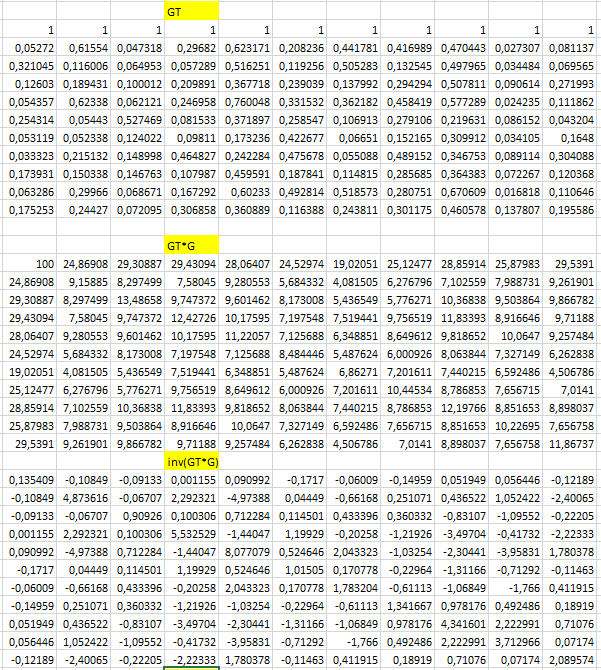 GT
1 1 1 1 1 1 1 1 1 1 1
0,05272 0,61554 0,047318 0,29682 0,623171 0,208236 0,441781 0,416989 0,470443 0,027307 0,081137
0,321045 0,116006 0,064953 0,057289 0,516251 0,119256 0,505283 0,132545 0,497965 0,034484 0,069565
0,12603 0,189431 0,100012 0,209891 0,367718 0,239039 0,137992 0,294294 0,507811 0,090614 0,271993
0,054357 0,62338 0,062121 0,246958 0,760048 0,331532 0,362182 0,458419 0,577289 0,024235 0,111862
0,254314 0,05443 0,527469 0,081533 0,371897 0,258547 0,106913 0,279106 0,219631 0,086152 0,043204
0,053119 0,052338 0,124022 0,09811 0,173236 0,422677 0,06651 0,152165 0,309912 0,034105 0,1648
0,033323 0,215132 0,148998 0,464827 0,242284 0,475678 0,055088 0,489152 0,346753 0,089114 0,304088
0,173931 0,150338 0,146763 0,107987 0,459591 0,187841 0,114815 0,285685 0,364383 0,072267 0,120368
0,063286 0,29966 0,068671 0,167292 0,60233 0,492814 0,518573 0,280751 0,670609 0,016818 0,110646
0,175253 0,24427 0,072095 0,306858 0,360889 0,116388 0,243811 0,301175 0,460578 0,137807 0,195586
GT*G
100 24,86908 29,30887 29,43094 28,06407 24,52974 19,02051 25,12477 28,85914 25,87983 29,5391
24,86908 9,15885 8,297499 7,58045 9,280553 5,684332 4,081505 6,276796 7,102559 7,988731 9,261901
29,30887 8,297499 13,48658 9,747372 9,601462 8,173008 5,436549 5,776271 10,36838 9,503864 9,866782
29,43094 7,58045 9,747372 12,42726 10,17595 7,197548 7,519441 9,756519 11,83393 8,916646 9,71188
28,06407 9,280553 9,601462 10,17595 11,22057 7,125688 6,348851 8,649612 9,818652 10,0647 9,257484
24,52974 5,684332 8,173008 7,197548 7,125688 8,484446 5,487624 6,000926 8,063844 7,327149 6,262838
19,02051 4,081505 5,436549 7,519441 6,348851 5,487624 6,86271 7,201611 7,440215 6,592486 4,506786
25,12477 6,276796 5,776271 9,756519 8,649612 6,000926 7,201611 10,44534 8,786853 7,656715 7,0141
28,85914 7,102559 10,36838 11,83393 9,818652 8,063844 7,440215 8,786853 12,19766 8,851653 8,898037
25,87983 7,988731 9,503864 8,916646 10,0647 7,327149 6,592486 7,656715 8,851653 10,22695 7,656758
29,5391 9,261901 9,866782 9,71188 9,257484 6,262838 4,506786 7,0141 8,898037 7,656758 11,86737
inv(GT*G)
0,135409 -0,10849 -0,09133 0,001155 0,090992 -0,1717 -0,06009 -0,14959 0,051949 0,056446 -0,12189
-0,10849 4,873616 -0,06707 2,292321 -4,97388 0,04449 -0,66168 0,251071 0,436522 1,052422 -2,40065
-0,09133 -0,06707 0,90926 0,100306 0,712284 0,114501 0,433396 0,360332 -0,83107 -1,09552 -0,22205
0,001155 2,292321 0,100306 5,532529 -1,44047 1,19929 -0,20258 -1,21926 -3,49704 -0,41732 -2,22333
0,090992 -4,97388 0,712284 -1,44047 8,077079 0,524646 2,043323 -1,03254 -2,30441 -3,95831 1,780378
-0,1717 0,04449 0,114501 1,19929 0,524646 1,01505 0,170778 -0,22964 -1,31166 -0,71292 -0,11463
-0,06009 -0,66168 0,433396 -0,20258 2,043323 0,170778 1,783204 -0,61113 -1,06849 -1,766 0,411915
-0,14959 0,251071 0,360332 -1,21926 -1,03254 -0,22964 -0,61113 1,341667 0,978176 0,492486 0,18919
0,051949 0,436522 -0,83107 -3,49704 -2,30441 -1,31166 -1,06849 0,978176 4,341601 2,222991 0,71076
0,056446 1,052422 -1,09552 -0,41732 -3,95831 -0,71292 -1,766 0,492486 2,222991 3,712966 0,07174
-0,12189 -2,40065 -0,22205 -2,22333 1,780378 -0,11463 0,411915 0,18919 0,71076 0,07174 2,089574